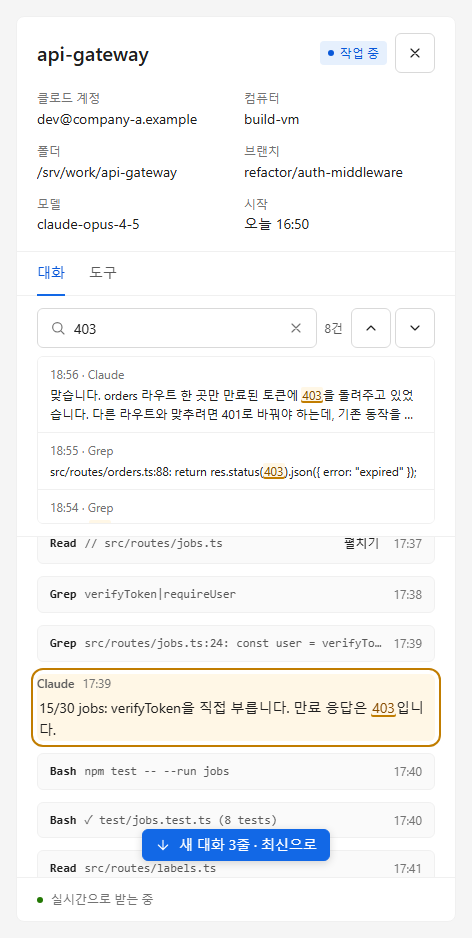 api-gateway
작업 중
클로드 계정
컴퓨터
dev@company-a.example
build-vm
폴더
브랜치
/srv/work/api-gateway
refactor/auth-middleware
모델
시작
claude-opus-4-5
오늘 16:50
대화
도구
403
8건
18:56 · Claude
맞습니다. orders 라우트 한 곳만 만료된 토큰에 403을 돌려주고 있었
습니다. 다른 라우트와 맞추려면 401로 바꿔야 하는데, 기존 동작을 ...
18:55 · Grep
src/routes/orders.ts:88: return res.status(403).json({ error: "expired" });
18:54 · Grep
Read // src/routes/jobs.ts 펼치기 17:37
Grep verifyToken|requireUser 17:38
Grep src/routes/jobs.ts:24: const user = verifyTo… 17:39
Claude 17:39
15/30 jobs: verifyToken을 직접 부릅니다. 만료 응답은 403입니
다.
Bash npm test -- --run jobs 17:40
Bash ✓ test/jobs.test.ts (8 tests) 17:40
↓ 새 대화 3줄 · 최신으로
Read src/routes/labels.ts 17:41
실시간으로 받는 중